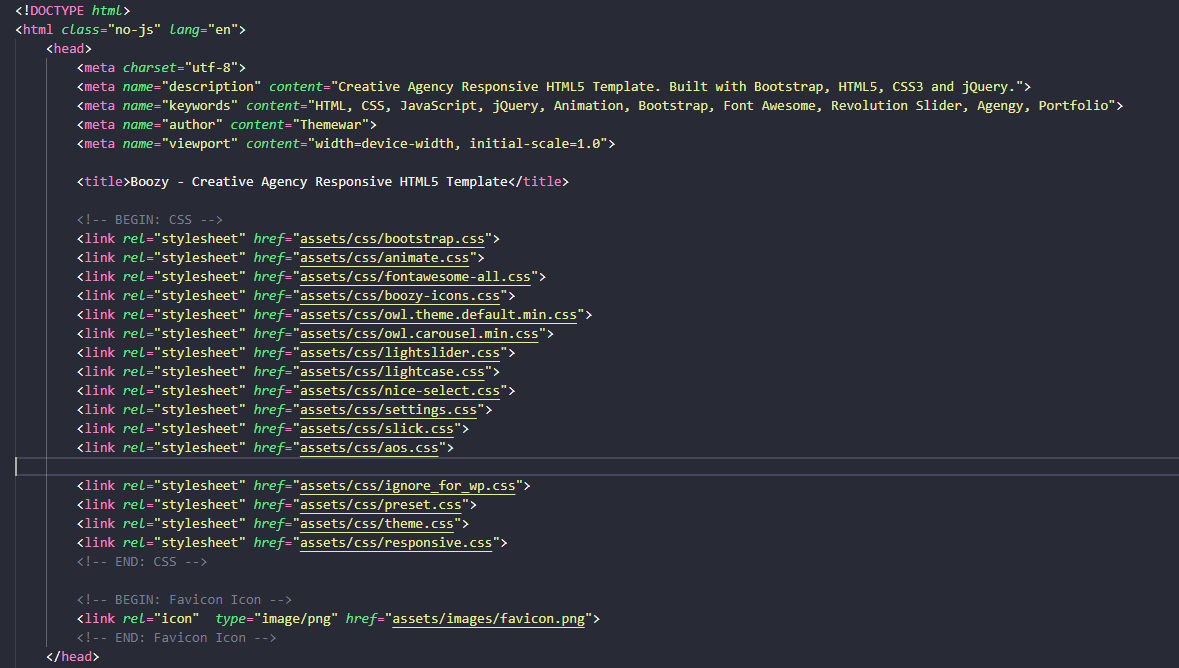 <!DOCTYPE html>
<html class="no-js" lang="en">
<head>
<meta charset="utf-8">
<meta name="description" content="Creative Agency Responsive HTML5 Template. Built with Bootstrap, HTML5, CSS3 and jQuery.">
<meta name="keywords" content="HTML, CSS, JavaScript, jQuery, Animation, Bootstrap, Font Awesome, Revolution Slider, Agengy, Portfolio">
<meta name="author" content="Themewar">
<meta name="viewport" content="width=device-width, initial-scale=1.0">
<title>Boozy - Creative Agency Responsive HTML5 Template</title>
<!-- BEGIN: CSS -->
<link rel="stylesheet" href="assets/css/bootstrap.css">
<link rel="stylesheet" href="assets/css/animate.css">
<link rel="stylesheet" href="assets/css/fontawesome-all.css">
<link rel="stylesheet" href="assets/css/boozy-icons.css">
<link rel="stylesheet" href="assets/css/owl.theme.default.min.css">
<link rel="stylesheet" href="assets/css/owl.carousel.min.css">
<link rel="stylesheet" href="assets/css/lightslider.css">
<link rel="stylesheet" href="assets/css/lightcase.css">
<link rel="stylesheet" href="assets/css/nice-select.css">
<link rel="stylesheet" href="assets/css/settings.css">
<link rel="stylesheet" href="assets/css/slick.css">
<link rel="stylesheet" href="assets/css/aos.css">
<link rel="stylesheet" href="assets/css/ignore_for_wp.css">
<link rel="stylesheet" href="assets/css/preset.css">
<link rel="stylesheet" href="assets/css/theme.css">
<link rel="stylesheet" href="assets/css/responsive.css">
<!-- END: CSS -->
<!-- BEGIN: Favicon Icon -->
<link rel="icon"  type="image/png" href="assets/images/favicon.png">
<!-- END: Favicon Icon -->
</head>